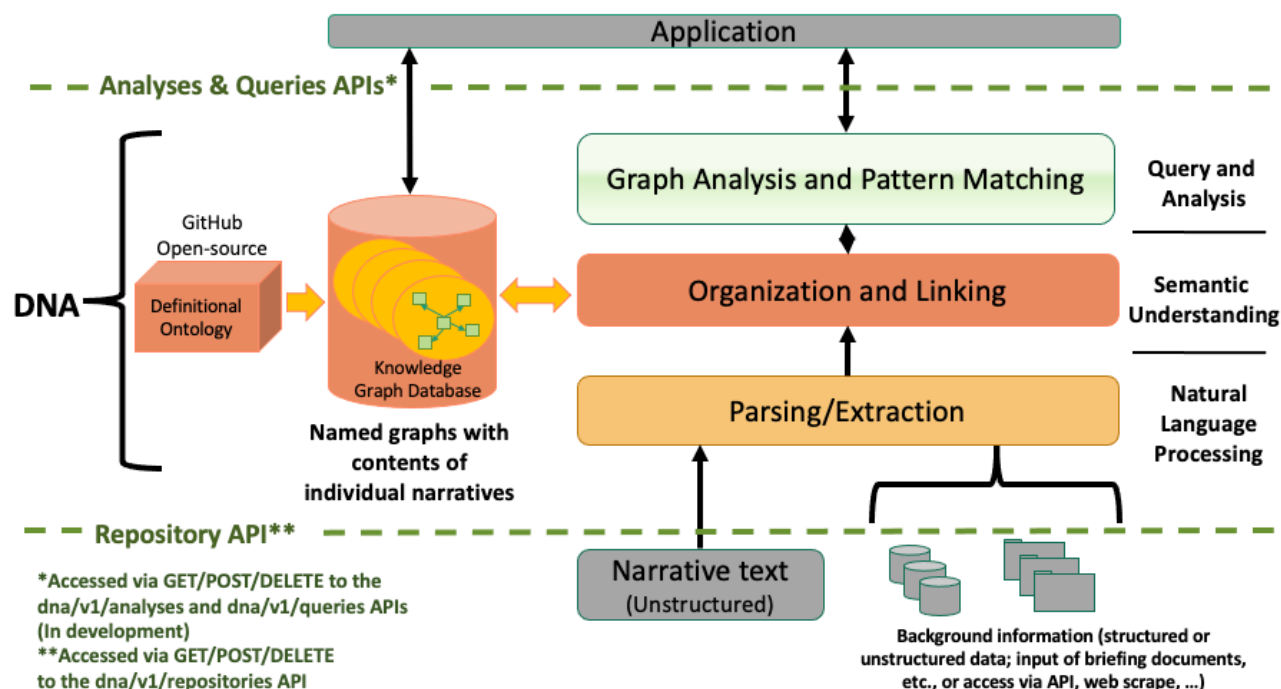 Application
Analyses & Queries APIs*
Graph Analysis and Pattern Matching
Query and
Analysis
GitHub
Open-source
DNA
Definitional
Ontology
Knowledge
Graph Database
Organization and Linking
Semantic
Understanding
Parsing/Extraction
Natural
Language
Processing
Named graphs with
contents of
individual narratives
Repository API**
Narrative text
(Unstructured)
*Accessed via GET/POST/DELETE to the
dna/v1/analyses and dna/v1/queries APIs
(In development)
**Accessed via GET/POST/DELETE
to the dna/v1/repositories API
Background information (structured or
unstructured data; input of briefing documents,
etc., or access via API, web scrape, ...)